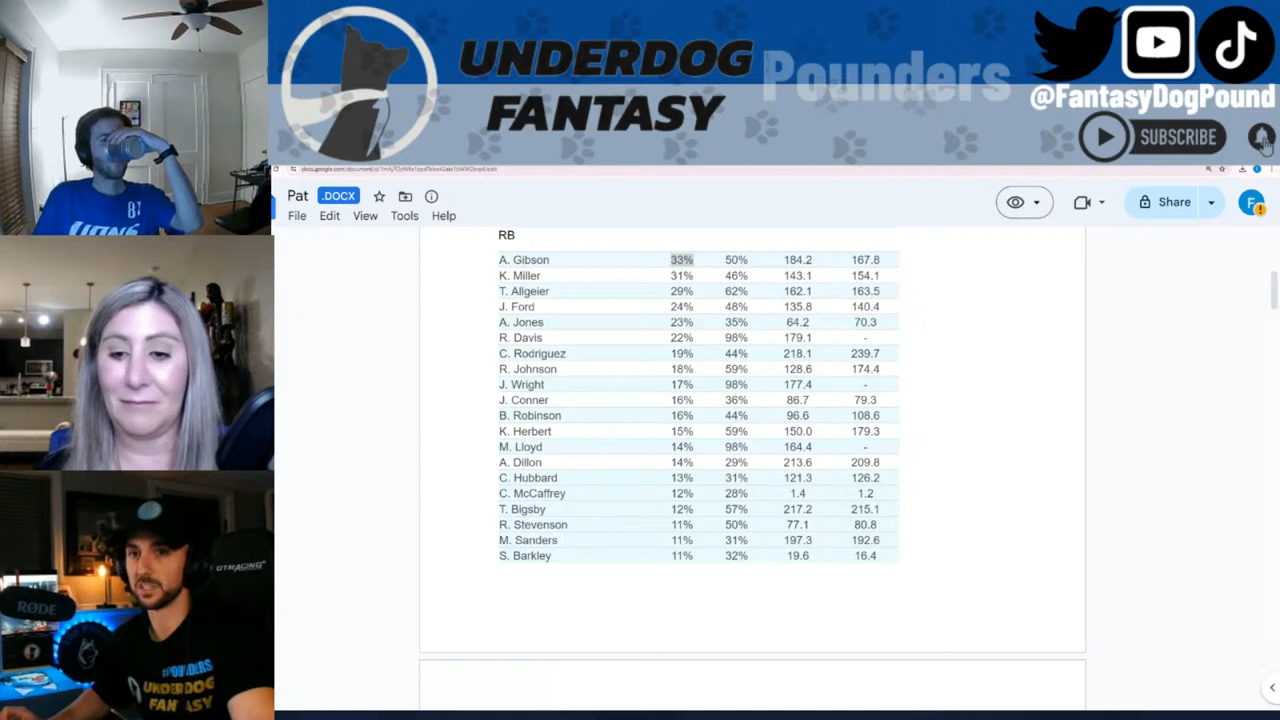 UNDERDOG
FANTASY
Pounders
@FantasyDogPound
SUBSCRIBE
Pat .DOCX
File Edit View Tools Help
Share
F
RB
A. Gibson 33% 50% 184.2 167.8
K. Miller 31% 46% 143.1 154.1
T. Allgeier 29% 62% 162.1 163.5
J. Ford 24% 48% 135.8 140.4
A. Jones 23% 35% 64.2 70.3
R. Davis 22% 98% 179.1 -
C. Rodriguez 19% 44% 218.1 239.7
R. Johnson 18% 59% 128.6 174.4
J. Wright 17% 98% 177.4 -
J. Conner 16% 36% 86.7 79.3
B. Robinson 16% 44% 96.6 108.6
K. Herbert 15% 59% 150.0 179.3
M. Lloyd 14% 98% 164.4 -
A. Dillon 14% 29% 213.6 209.8
C. Hubbard 13% 31% 121.3 126.2
C. McCaffrey 12% 28% 1.4 1.2
T. Bigsby 12% 57% 217.2 215.1
R. Stevenson 11% 50% 77.1 80.8
M. Sanders 11% 31% 197.3 192.6
S. Barkley 11% 32% 19.6 16.4
87
LIONS
GTRACING
RØDE
#POUNDERS
UNDERDOG
FANTASY